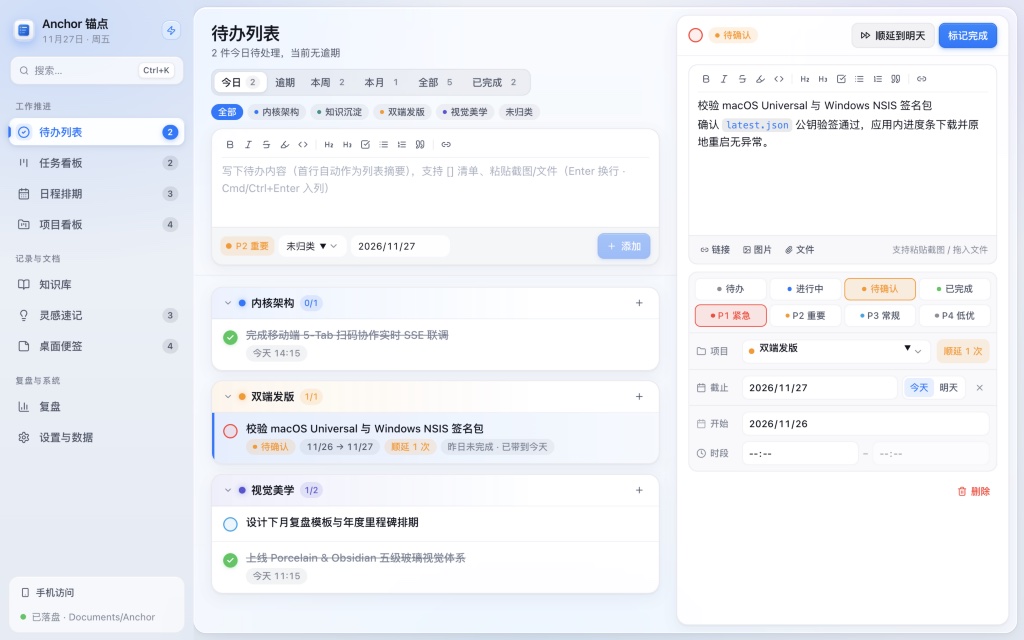 Anchor 锚点
11月27日 · 周五
搜索...
Ctrl+K
工作推进
待办列表 2
任务看板 2
日程排期 3
项目看板 4
记录与文档
知识库
灵感速记 3
桌面便签 4
复盘与系统
复盘
设置与数据
手机访问
已落盘 · Documents/Anchor
待办列表
2 件今日待处理，当前无逾期
今日 2 逾期 本周 2 本月 1 全部 5 已完成 2
全部 内核架构 知识沉淀 双端发版 视觉美学 未归类
B I S H₂ H₃
写下待办内容（首行自动作为列表摘要），支持 [] 清单、粘贴截图/文件（Enter 换行 ·
Cmd/Ctrl+Enter 入列）
P2 重要 未归类 ▼ 2026/11/27 + 添加
内核架构 0/1 +
完成移动端 5-Tab 扫码协作实时 SSE 联调
今天 14:15
双端发版 1/1 +
校验 macOS Universal 与 Windows NSIS 签名包
待确认 11/26 → 11/27 顺延 1 次 昨日未完成 · 已带到今天
视觉美学 1/2 +
设计下月复盘模板与年度里程碑排期
上线 Porcelain & Obsidian 五级玻璃视觉体系
今天 11:15
待确认 顺延到明天 标记完成
B I S H₂ H₃
校验 macOS Universal 与 Windows NSIS 签名包
确认 latest.json 公钥验签通过，应用内进度条下载并原
地重启无异常。
链接 图片 文件 支持粘贴截图 / 拖入文件
待办 进行中 待确认 已完成
P1 紧急 P2 重要 P3 常规 P4 低优
项目 双端发版 ▼ 顺延 1 次
截止 2026/11/27 今天 明天 ×
开始 2026/11/26
时段 --:-- – --:--
删除